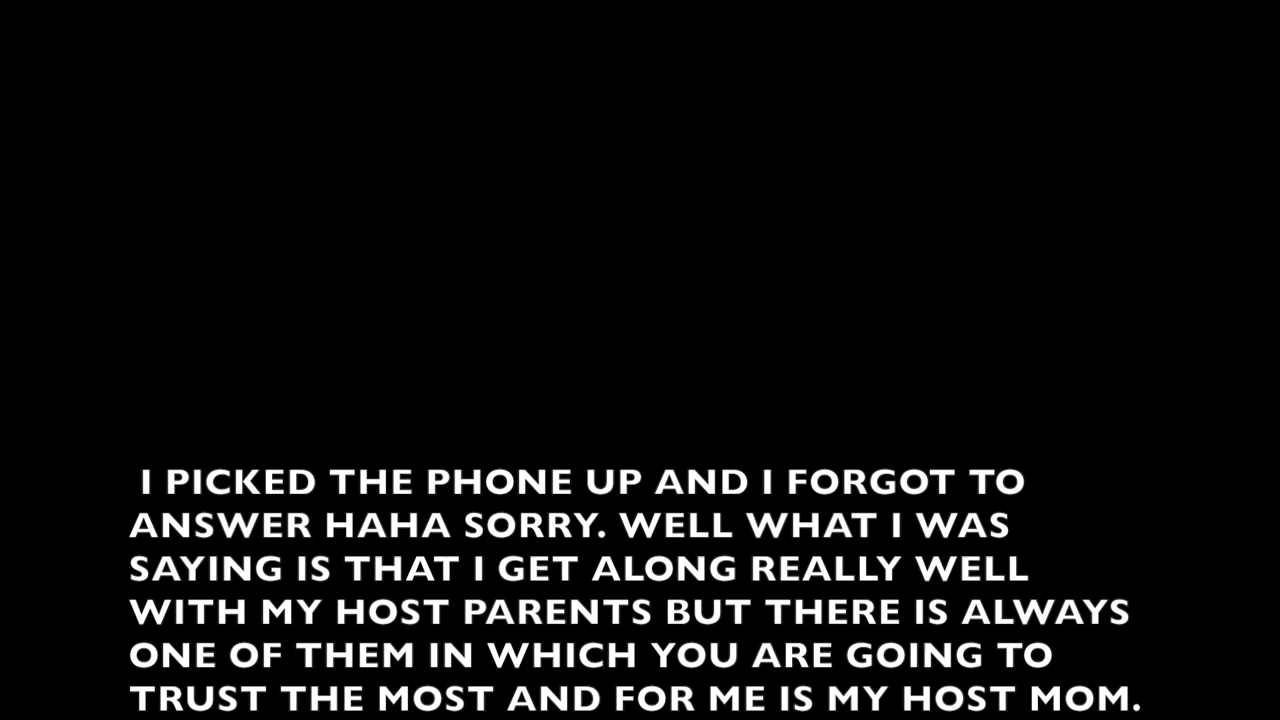 I PICKED THE PHONE UP AND I FORGOT TO
ANSWER HAHA SORRY. WELL WHAT I WAS
SAYING IS THAT I GET ALONG REALLY WELL
WITH MY HOST PARENTS BUT THERE IS ALWAYS
ONE OF THEM IN WHICH YOU ARE GOING TO
TRUST THE MOST AND FOR ME IS MY HOST MOM.